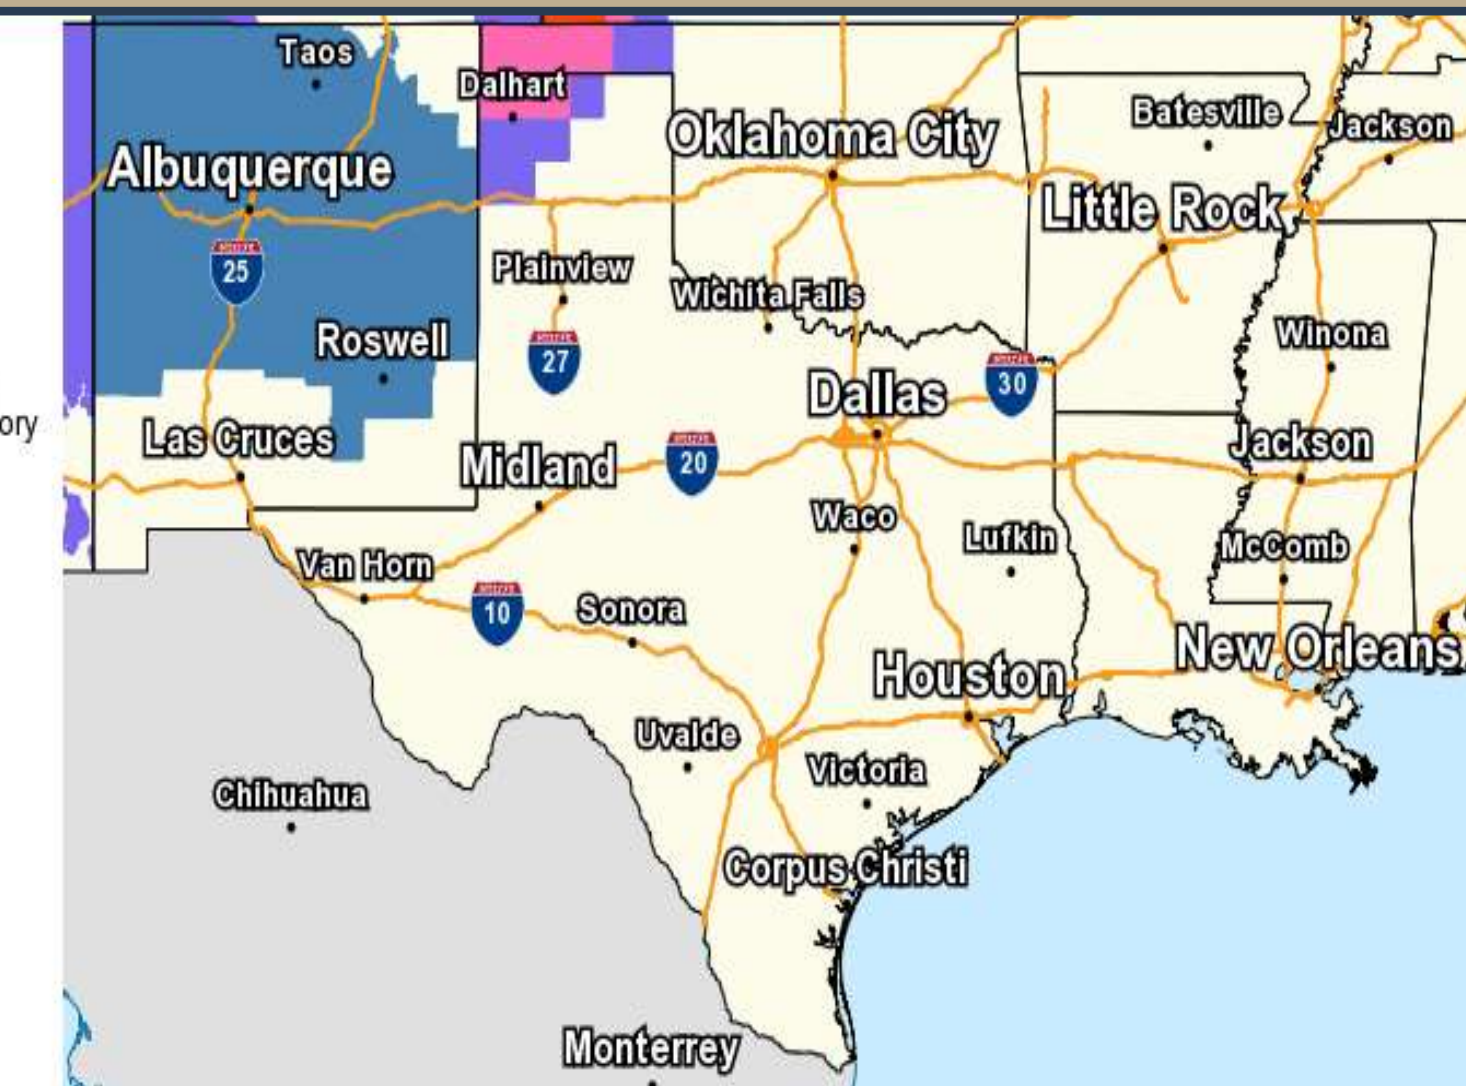 Taos
Dalhart
Batesville
Jackson
Oklahoma City
Albuquerque
Little Rock
25
Plainview
Wichita Falls
Roswell
27
Winona
30
Dallas
ory
Las Cruces
Midland
20
Jackson
Waco
Lufkin
McComb
Van Horn
10
Sonora
New Orleans
Houston
Uvalde
Victoria
Chihuahua
Corpus Christi
Monterrey